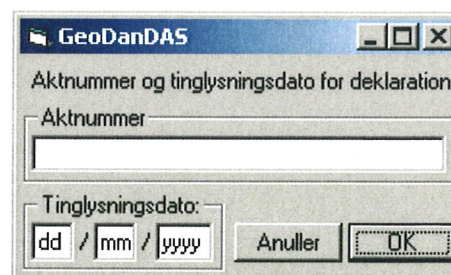 GeoDanDAS
Aktnummer og tinglysningsdato for deklaration
Aktnummer
Tinglysningsdato:
dd / mm / yyyy
Anuller
OK